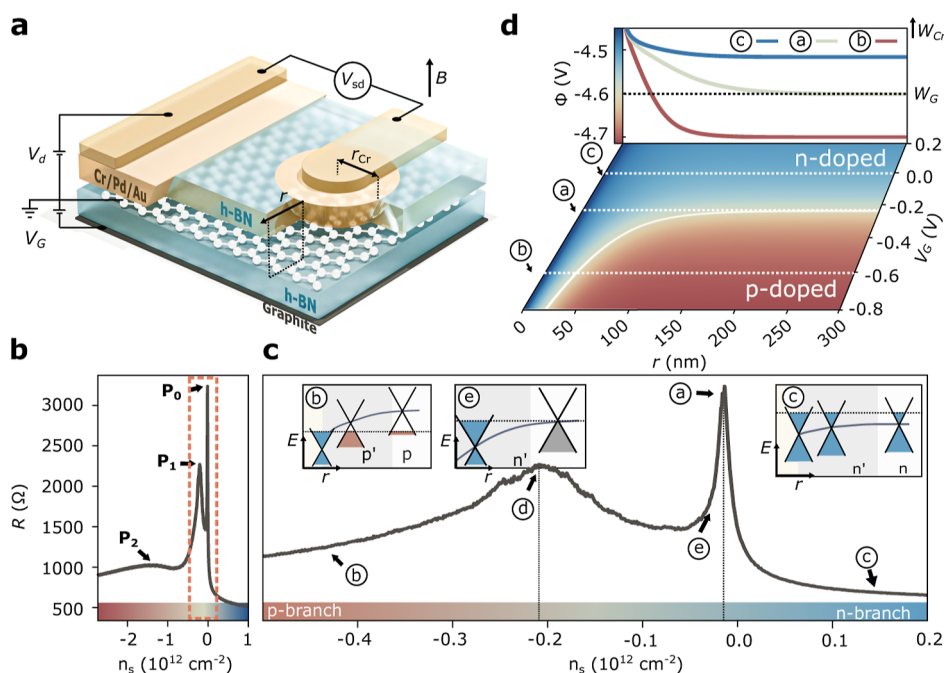 a
V_sd
B
V_d
r_Cr
Cr/Pd/Au
r
h-BN
V_G
h-BN
Graphite
d
Φ (V)
-4.5
-4.6
-4.7
c
a
b
W_Cr
W_G
n-doped
p-doped
c
a
b
0.2
0.0
-0.2
-0.4
-0.6
-0.8
V_G (V)
0
50
100
150
200
250
300
r (nm)
b
P_0
P_1
P_2
R (Ω)
3000
2500
2000
1500
1000
500
-2
-1
0
1
n_s (10^12 cm^-2)
c
b
E
r
p'
p
e
E
r
n'
a
c
E
r
n'
n
d
b
e
c
p-branch
n-branch
-0.4
-0.3
-0.2
-0.1
0.0
0.2
n_s (10^12 cm^-2)